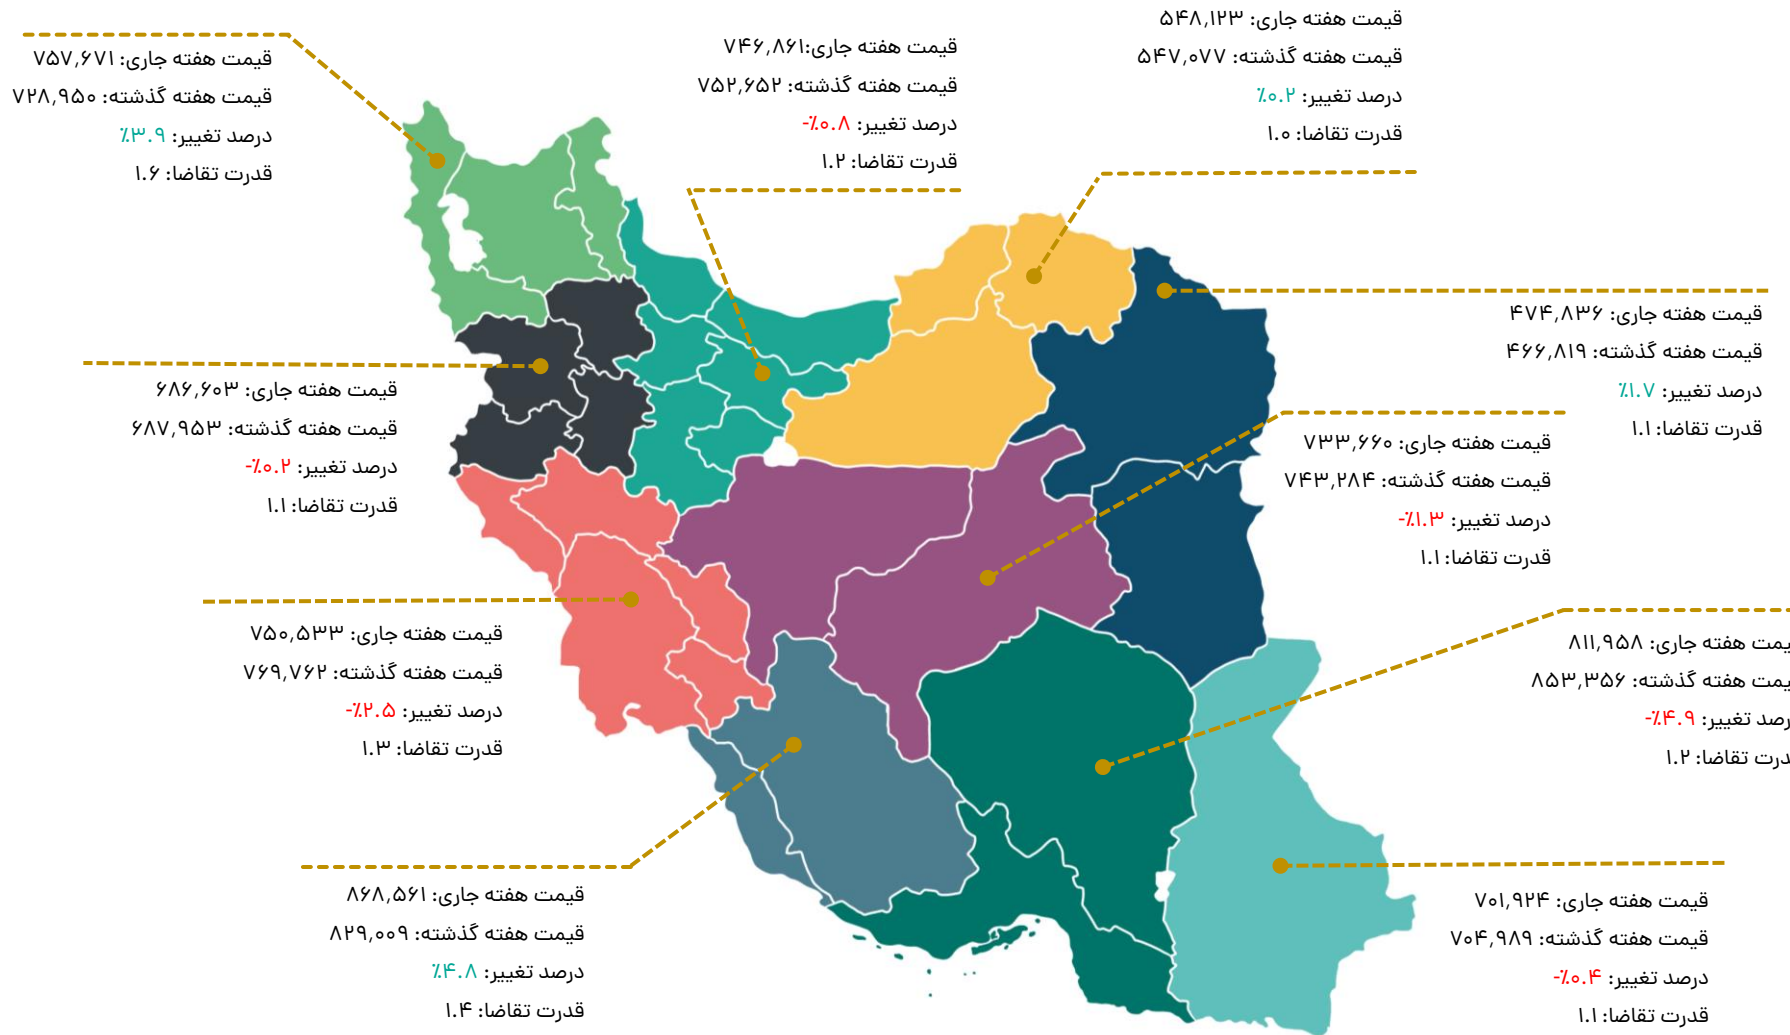 قیمت هفته جاری: ۵۴۸,۱۲۳
قیمت هفته گذشته: ۵۴۷,۰۷۷
درصد تغییر: ٪۰.۲
قدرت تقاضا: ۱.۰
قیمت هفته جاری:۷۴۶,۸۶۱
قیمت هفته گذشته: ۷۵۲,۶۵۲
درصد تغییر: ٪۰.۸-
قدرت تقاضا: ۱.۲
قیمت هفته جاری: ۷۵۷,۶۷۱
قیمت هفته گذشته: ۷۲۸,۹۵۰
درصد تغییر: ٪۳.۹
قدرت تقاضا: ۱.۶
قیمت هفته جاری: ۴۷۴,۸۳۶
قیمت هفته گذشته: ۴۶۶,۸۱۹
درصد تغییر: ٪۱.۷
قدرت تقاضا: ۱.۱
قیمت هفته جاری: ۶۸۶,۶۰۳
قیمت هفته گذشته: ۶۸۷,۹۵۳
درصد تغییر: ٪۰.۲-
قدرت تقاضا: ۱.۱
قیمت هفته جاری: ۷۳۳,۶۶۰
قیمت هفته گذشته: ۷۴۳,۲۸۴
درصد تغییر: ٪۱.۳-
قدرت تقاضا: ۱.۱
هفته جاری: ۸۱۱,۹۵۸
هفته گذشته: ۸۵۳,۳۵۶
تغییر: ٪۴.۹-
تقاضا: ۱.۲
قیمت هفته جاری: ۷۵۰,۵۳۳
قیمت هفته گذشته: ۷۶۹,۷۶۲
درصد تغییر: ٪۲.۵-
قدرت تقاضا: ۱.۳
قیمت هفته جاری: ۸۶۸,۵۶۱
قیمت هفته گذشته: ۸۲۹,۰۰۹
درصد تغییر: ٪۴.۸
قدرت تقاضا: ۱.۴
قیمت هفته جاری: ۷۰۱,۹۲۴
قیمت هفته گذشته: ۷۰۴,۹۸۹
درصد تغییر: ٪۰.۴-
قدرت تقاضا: ۱.۱